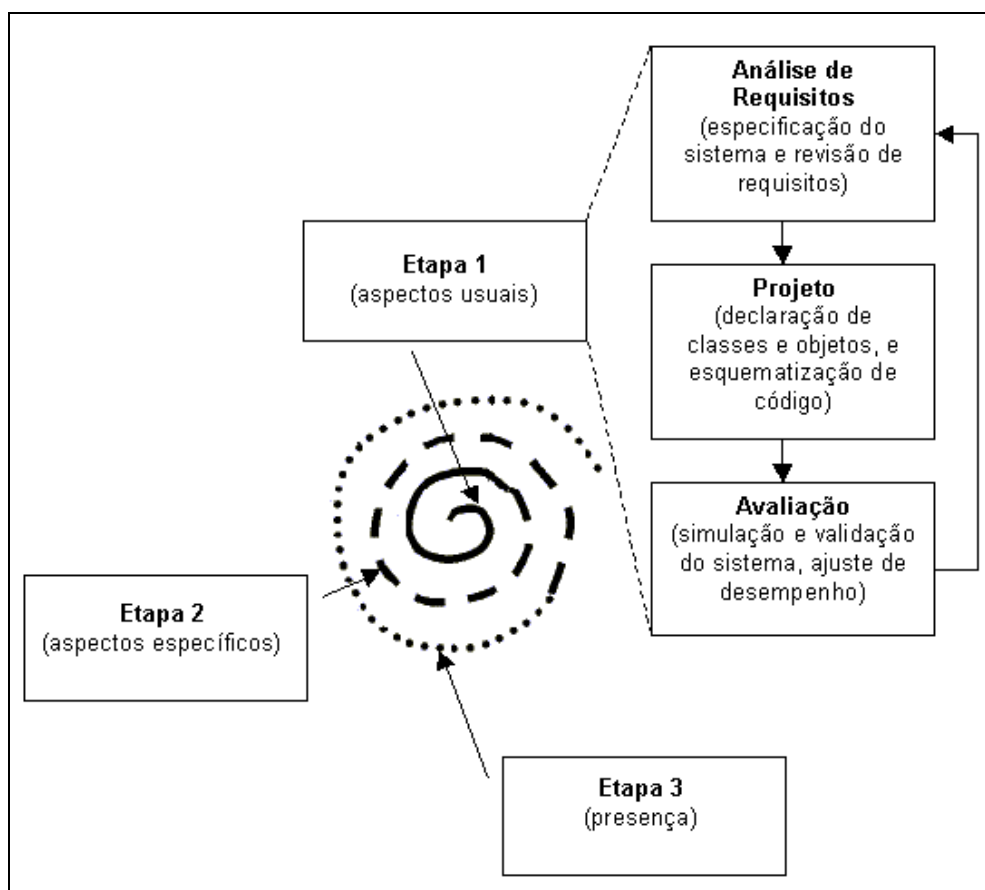 Análise de
Requisitos
(especificação do
sistema e revisão de
requisitos)
Etapa 1
(aspectos usuais)
Projeto
(declaração de
classes e objetos, e
esquematização de
código)
Avaliação
(simulação e validação
do sistema, ajuste de
desempenho)
Etapa 2
(aspectos específicos)
Etapa 3
(presença)